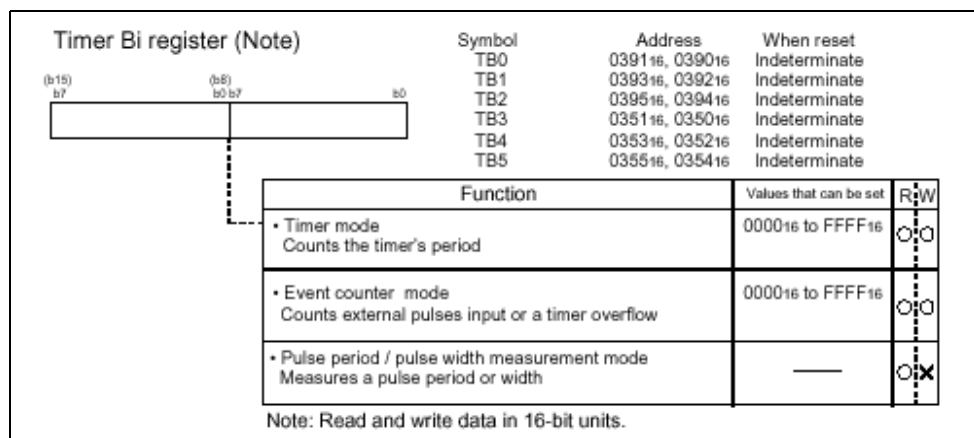 Timer Bi register (Note)
Symbol Address When reset
TB0 039116, 039016 Indeterminate
TB1 039316, 039216 Indeterminate
TB2 039516, 039416 Indeterminate
TB3 035116, 035016 Indeterminate
TB4 035316, 035216 Indeterminate
TB5 035516, 035416 Indeterminate
(b15) (b8)
b7 b0 b7 b0
Function Values that can be set R W
• Timer mode 000016 to FFFF16
Counts the timer's period
• Event counter mode 000016 to FFFF16
Counts external pulses input or a timer overflow
• Pulse period / pulse width measurement mode
Measures a pulse period or width
Note: Read and write data in 16-bit units.